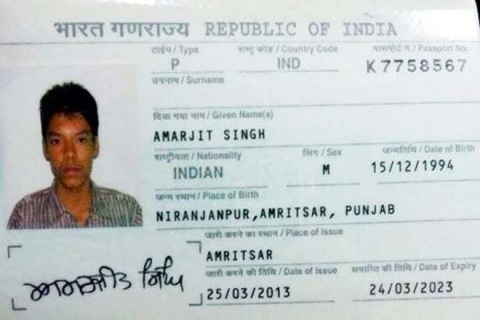 भारत गणराज्य REPUBLIC OF INDIA
टाईप / Type राष्ट्र कोड / Country Code पासपोर्ट नं. / Passport No.
P IND K7758567
उपनाम / Surname
दिया गया नाम / Given Name(s)
AMARJIT SINGH
राष्ट्रीयता / Nationality लिंग / Sex जन्मतिथि / Date of Birth
INDIAN M 15/12/1994
जन्म स्थान / Place of Birth
NIRANJANPUR,AMRITSAR, PUNJAB
जारी करने का स्थान / Place of Issue
AMRITSAR
जारी करने की तिथि / Date of Issue समाप्ति की तिथि / Date of Expiry
25/03/2013 24/03/2023